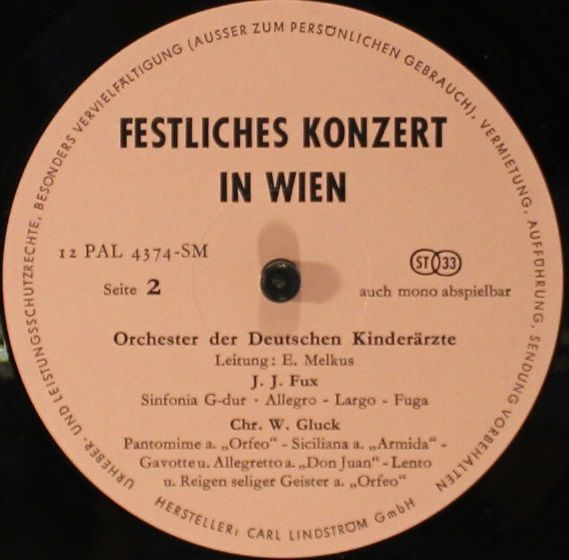 FESTLICHES KONZERT
IN WIEN
12 PAL 4374-SM
Seite 2
ST 33
auch mono abspielbar
Orchester der Deutschen Kinderärzte
Leitung: E. Melkus
J. J. Fux
Sinfonia G-dur · Allegro - Largo - Fuga
Chr. W. Gluck
Pantomime a. „Orfeo“ - Siciliana a. „Armida“ -
Gavotte u. Allegretto a. „Don Juan“ - Lento
u. Reigen seliger Geister a. „Orfeo“
URHEBER- UND LEISTUNGSSCHUTZRECHTE, BESONDERS VERVIELFÄLTIGUNG (AUSSER ZUM PERSÖNLICHEN GEBRAUCH), VERMIETUNG, AUFFÜHRUNG, SENDUNG VORBEHALTEN
HERSTELLER: CARL LINDSTRÖM GmbH